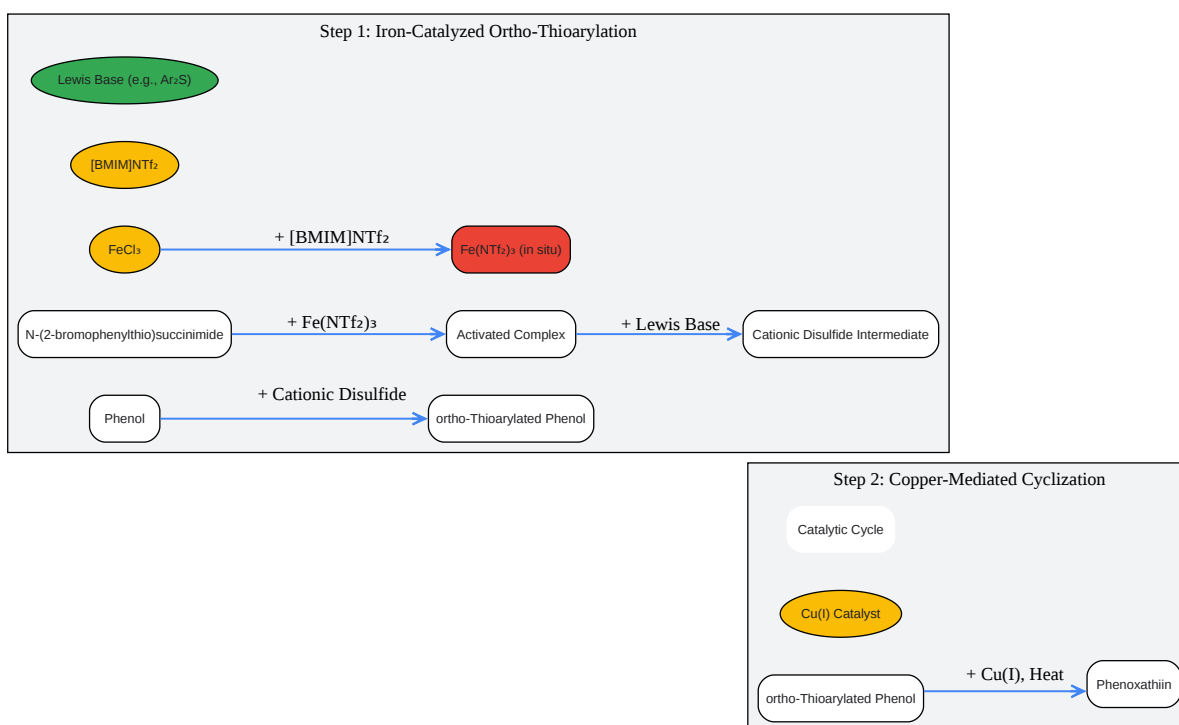 Step 1: Iron-Catalyzed Ortho-Thioarylation
Lewis Base (e.g., Ar₂S)
[BMIM]NTf₂
FeCl₃
+ [BMIM]NTf₂
Fe(NTf₂)₃ (in situ)
N-(2-bromophenylthio)succinimide
+ Fe(NTf₂)₃
Activated Complex
+ Lewis Base
Cationic Disulfide Intermediate
Phenol
+ Cationic Disulfide
ortho-Thioarylated Phenol
Step 2: Copper-Mediated Cyclization
Catalytic Cycle
Cu(I) Catalyst
ortho-Thioarylated Phenol
+ Cu(I), Heat
Phenoxathiin